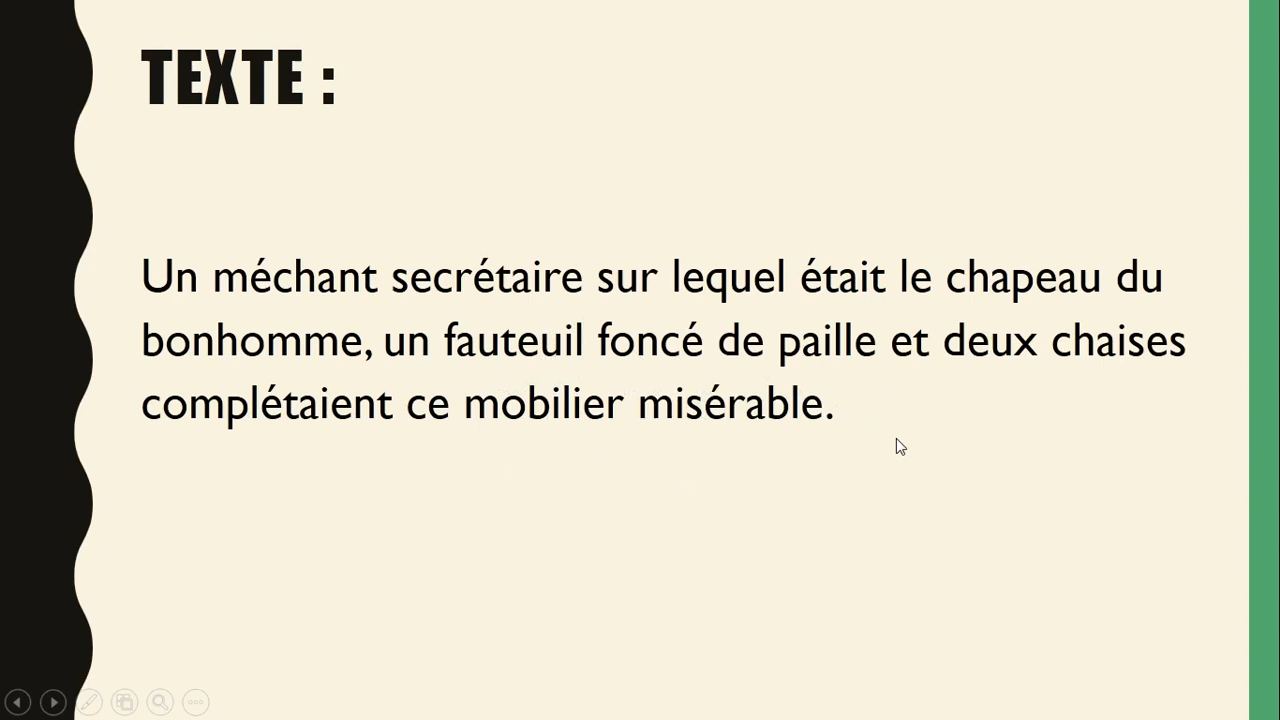 TEXTE :
Un méchant secrétaire sur lequel était le chapeau du
bonhomme, un fauteuil foncé de paille et deux chaises
complétaient ce mobilier misérable.